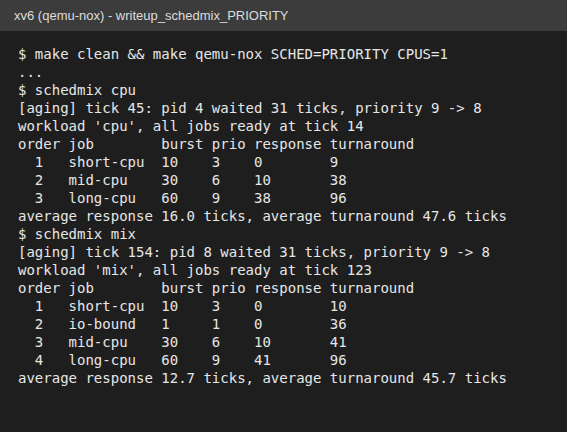 xv6 (qemu-nox) - writeup_schedmix_PRIORITY
$ make clean && make qemu-nox SCHED=PRIORITY CPUS=1
...
$ schedmix cpu
[aging] tick 45: pid 4 waited 31 ticks, priority 9 -> 8
workload 'cpu', all jobs ready at tick 14
order job        burst prio response turnaround
  1   short-cpu  10    3    0        9
  2   mid-cpu    30    6    10       38
  3   long-cpu   60    9    38       96
average response 16.0 ticks, average turnaround 47.6 ticks
$ schedmix mix
[aging] tick 154: pid 8 waited 31 ticks, priority 9 -> 8
workload 'mix', all jobs ready at tick 123
order job        burst prio response turnaround
  1   short-cpu  10    3    0        10
  2   io-bound   1     1    0        36
  3   mid-cpu    30    6    10       41
  4   long-cpu   60    9    41       96
average response 12.7 ticks, average turnaround 45.7 ticks